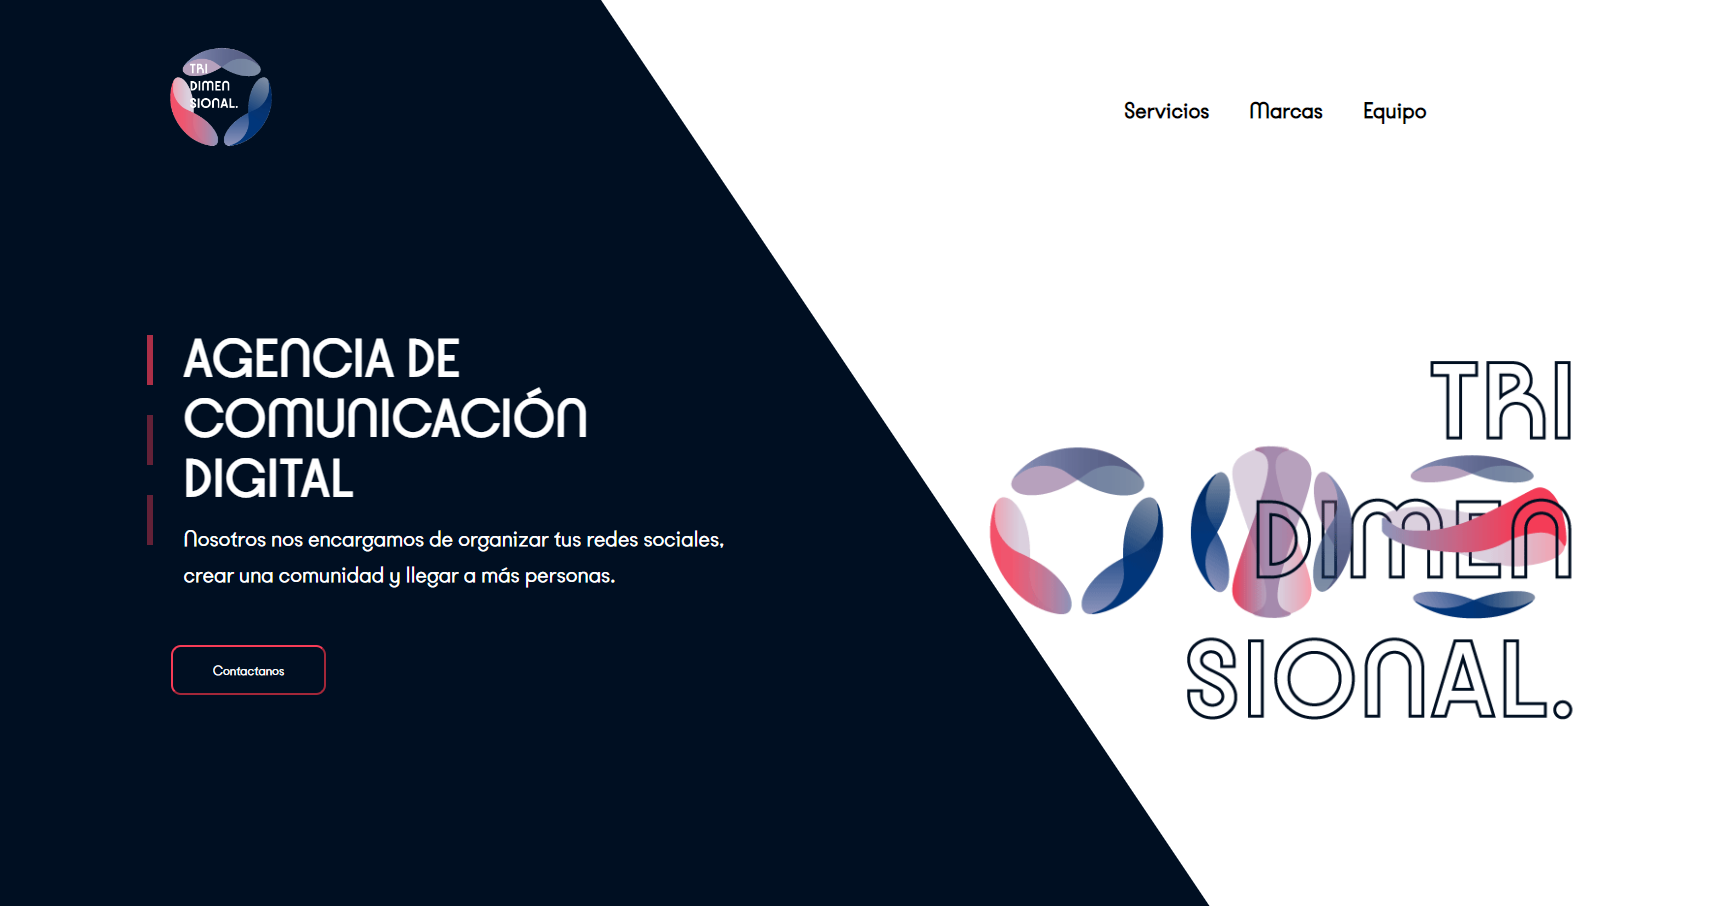 TRI
DIMEN
SIONAL.
Servicios Marcas Equipo
AGENCIA DE
COMUNICACIÓN
DIGITAL
Nosotros nos encargamos de organizar tus redes sociales,
crear una comunidad y llegar a más personas.
Contactanos
TRI
DIMEN
SIONAL.